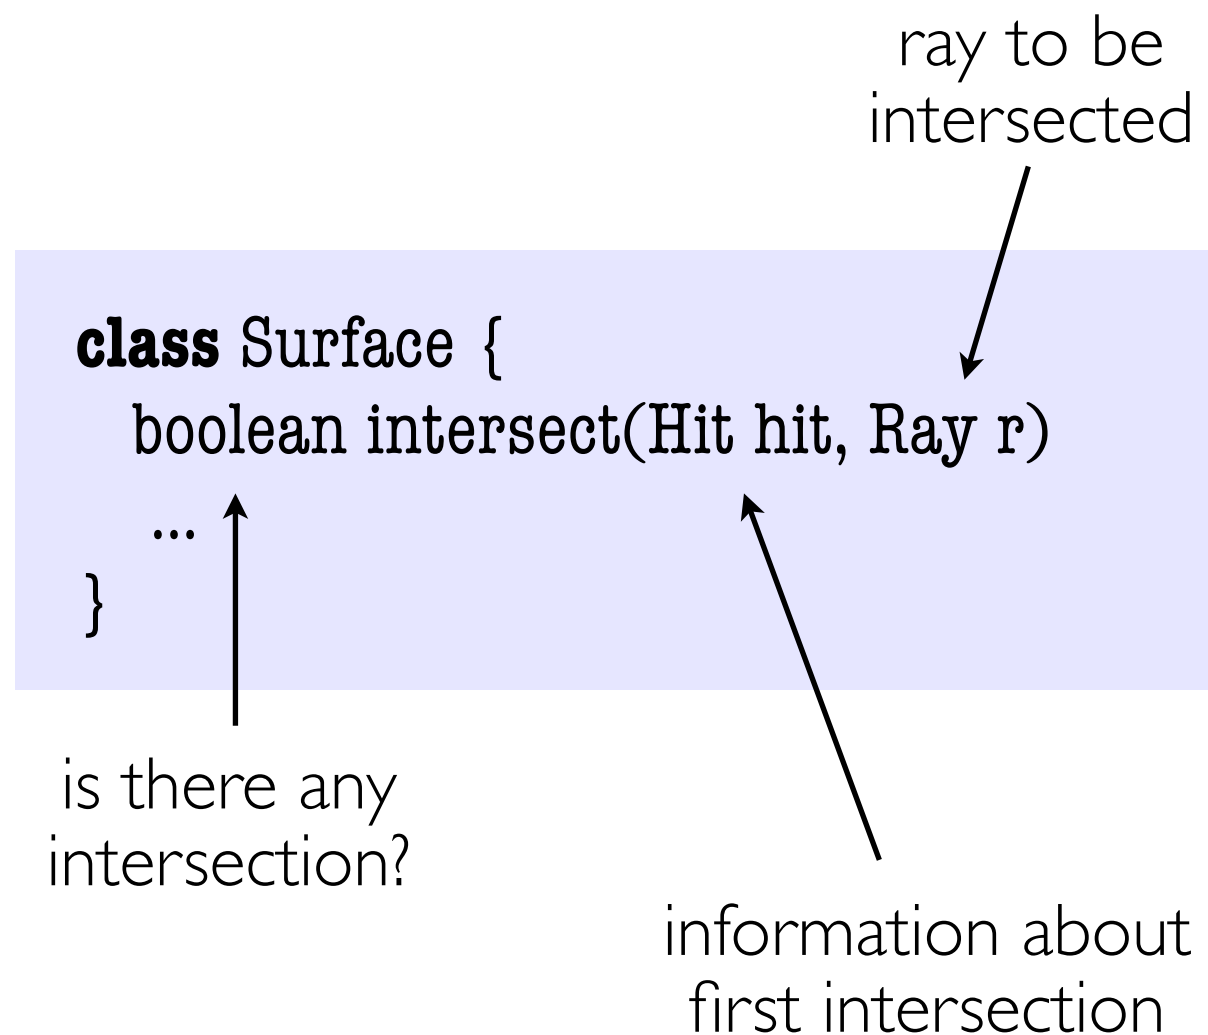 ray to be
intersected
class Surface {
boolean intersect(Hit hit, Ray r)
...
}
is there any
intersection?
information about
first intersection